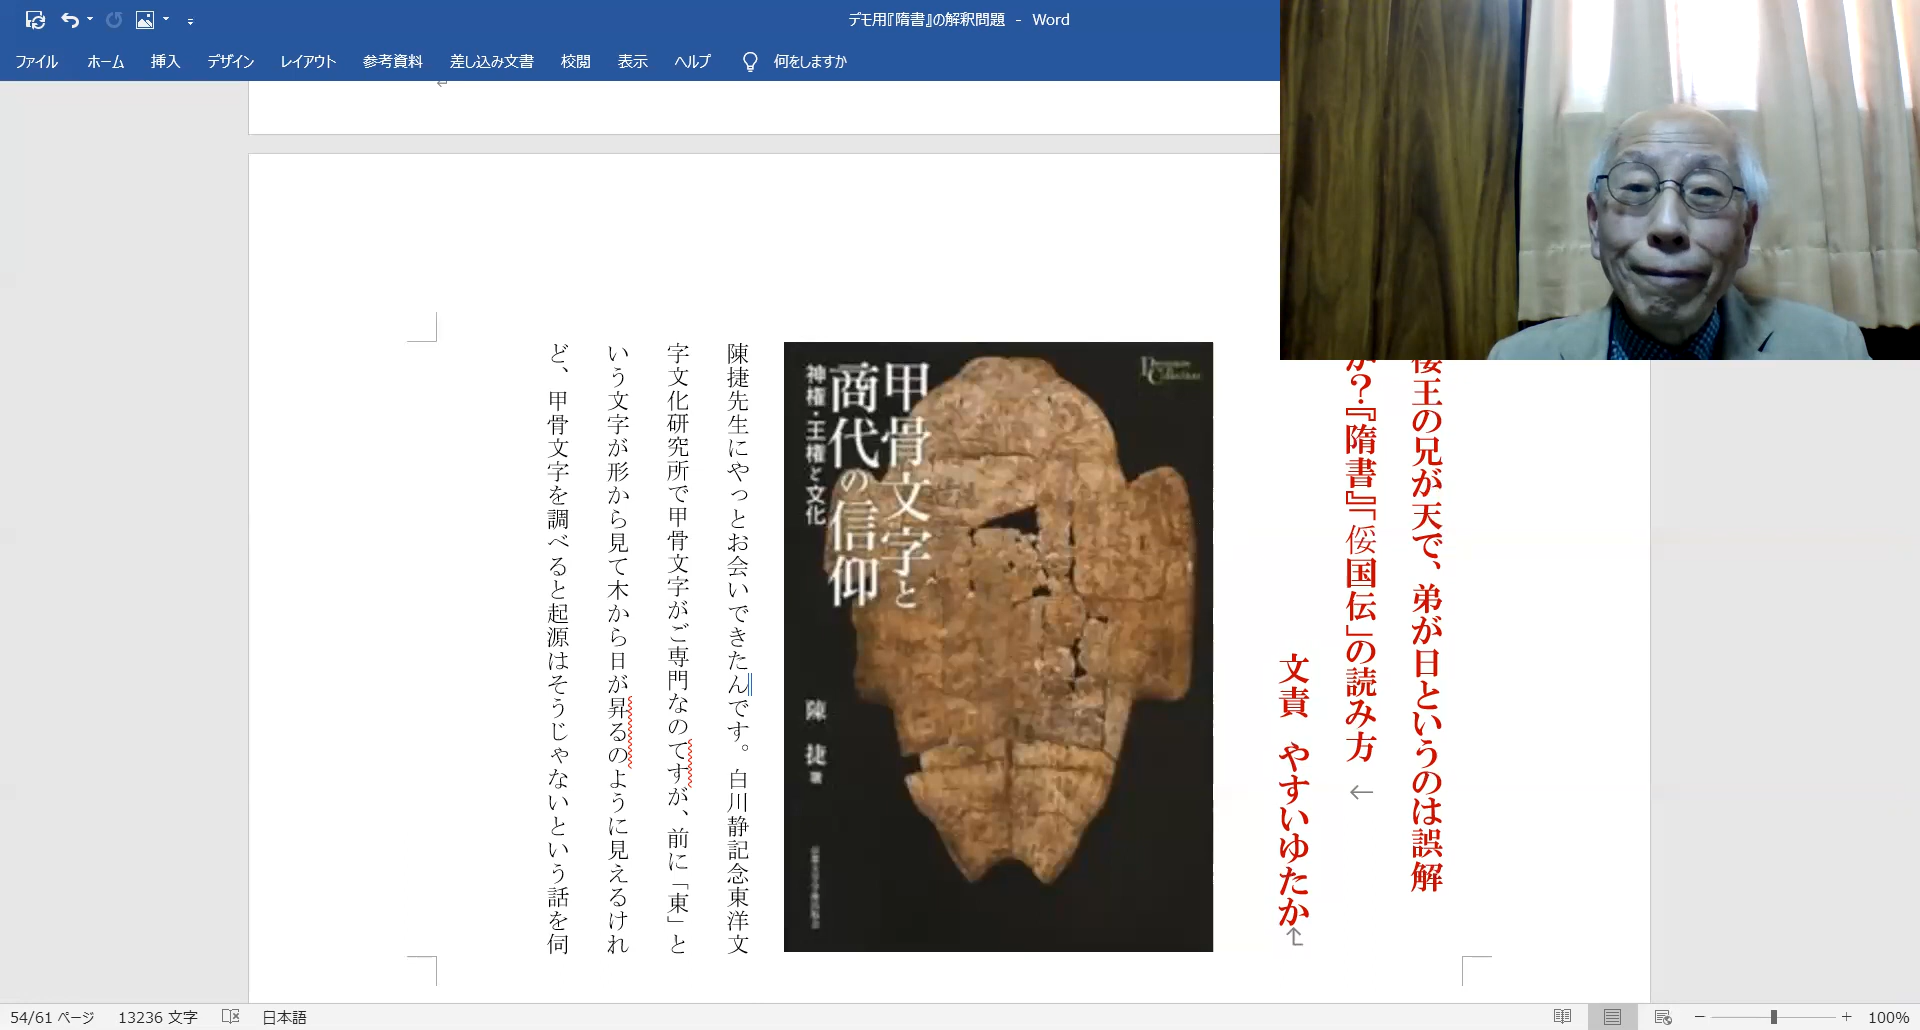 デモ用『隋書』の解釈問題 - Word
ファイル ホーム 挿入 デザイン レイアウト 参考資料 差し込み文書 校閲 表示 ヘルプ 何をしますか
倭王の兄が天で、弟が日というのは誤解
か？『隋書』「俀国伝」の読み方
文責 やすいゆたか
甲骨文字と
商代の信仰
神権・王権と文化
陳 捷 著
陳捷先生にやっとお会いできたんです。白川静記念東洋文
字文化研究所で甲骨文字がご専門なのてすが、前に「東」と
いう文字が形から見て木から日が昇るのように見えるけれ
ど、甲骨文字を調べると起源はそうじゃないという話を伺
54/61 ページ 13236 文字 日本語 100%